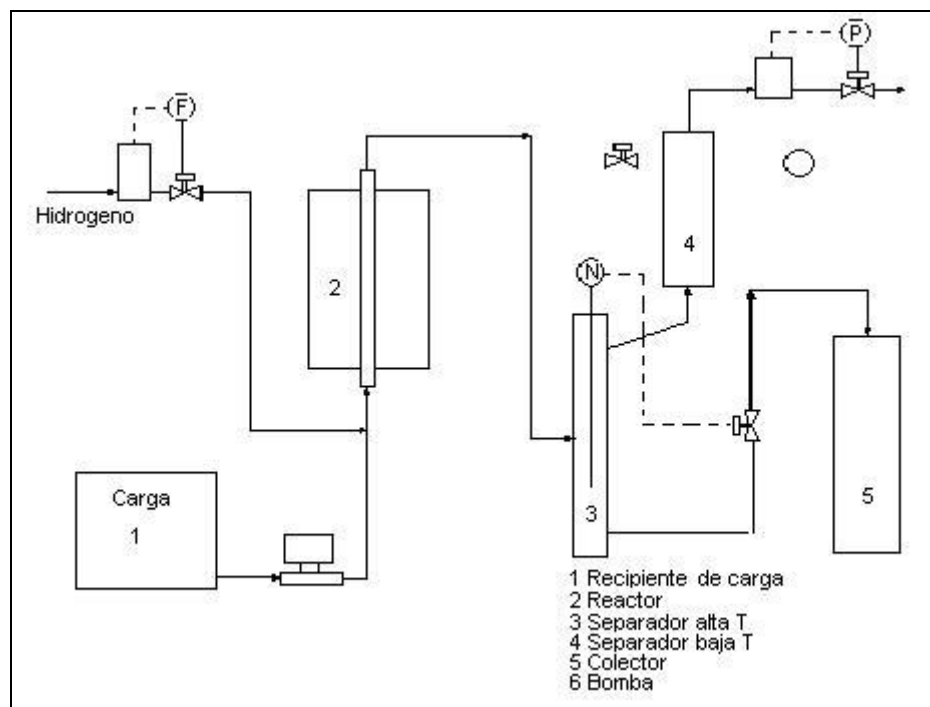 P
F
Hidrogeno
2
4
N
Carga
1
3
5
1 Recipiente de carga
2 Reactor
3 Separador alta T
4 Separador baja T
5 Colector
6 Bomba